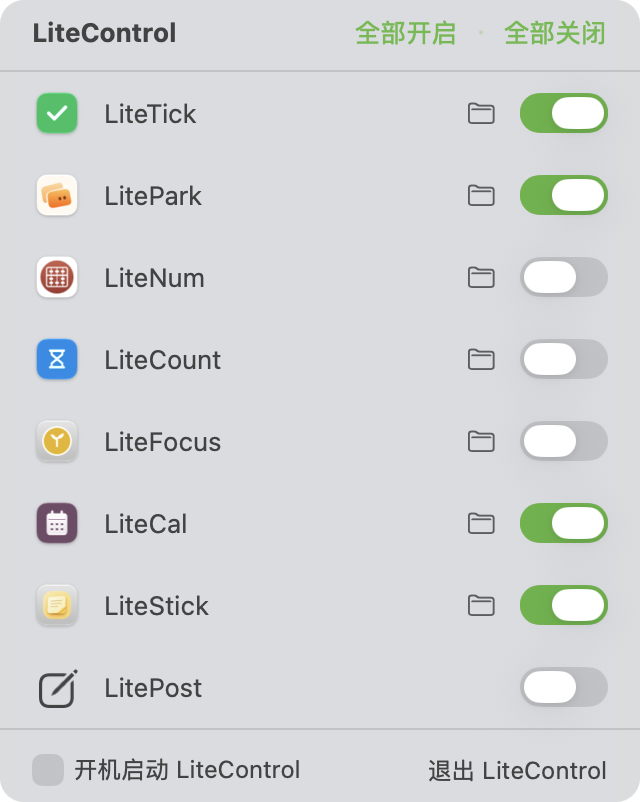 LiteControl 全部开启 · 全部关闭
LiteTick
LitePark
LiteNum
LiteCount
LiteFocus
LiteCal
LiteStick
LitePost
开机启动 LiteControl 退出 LiteControl